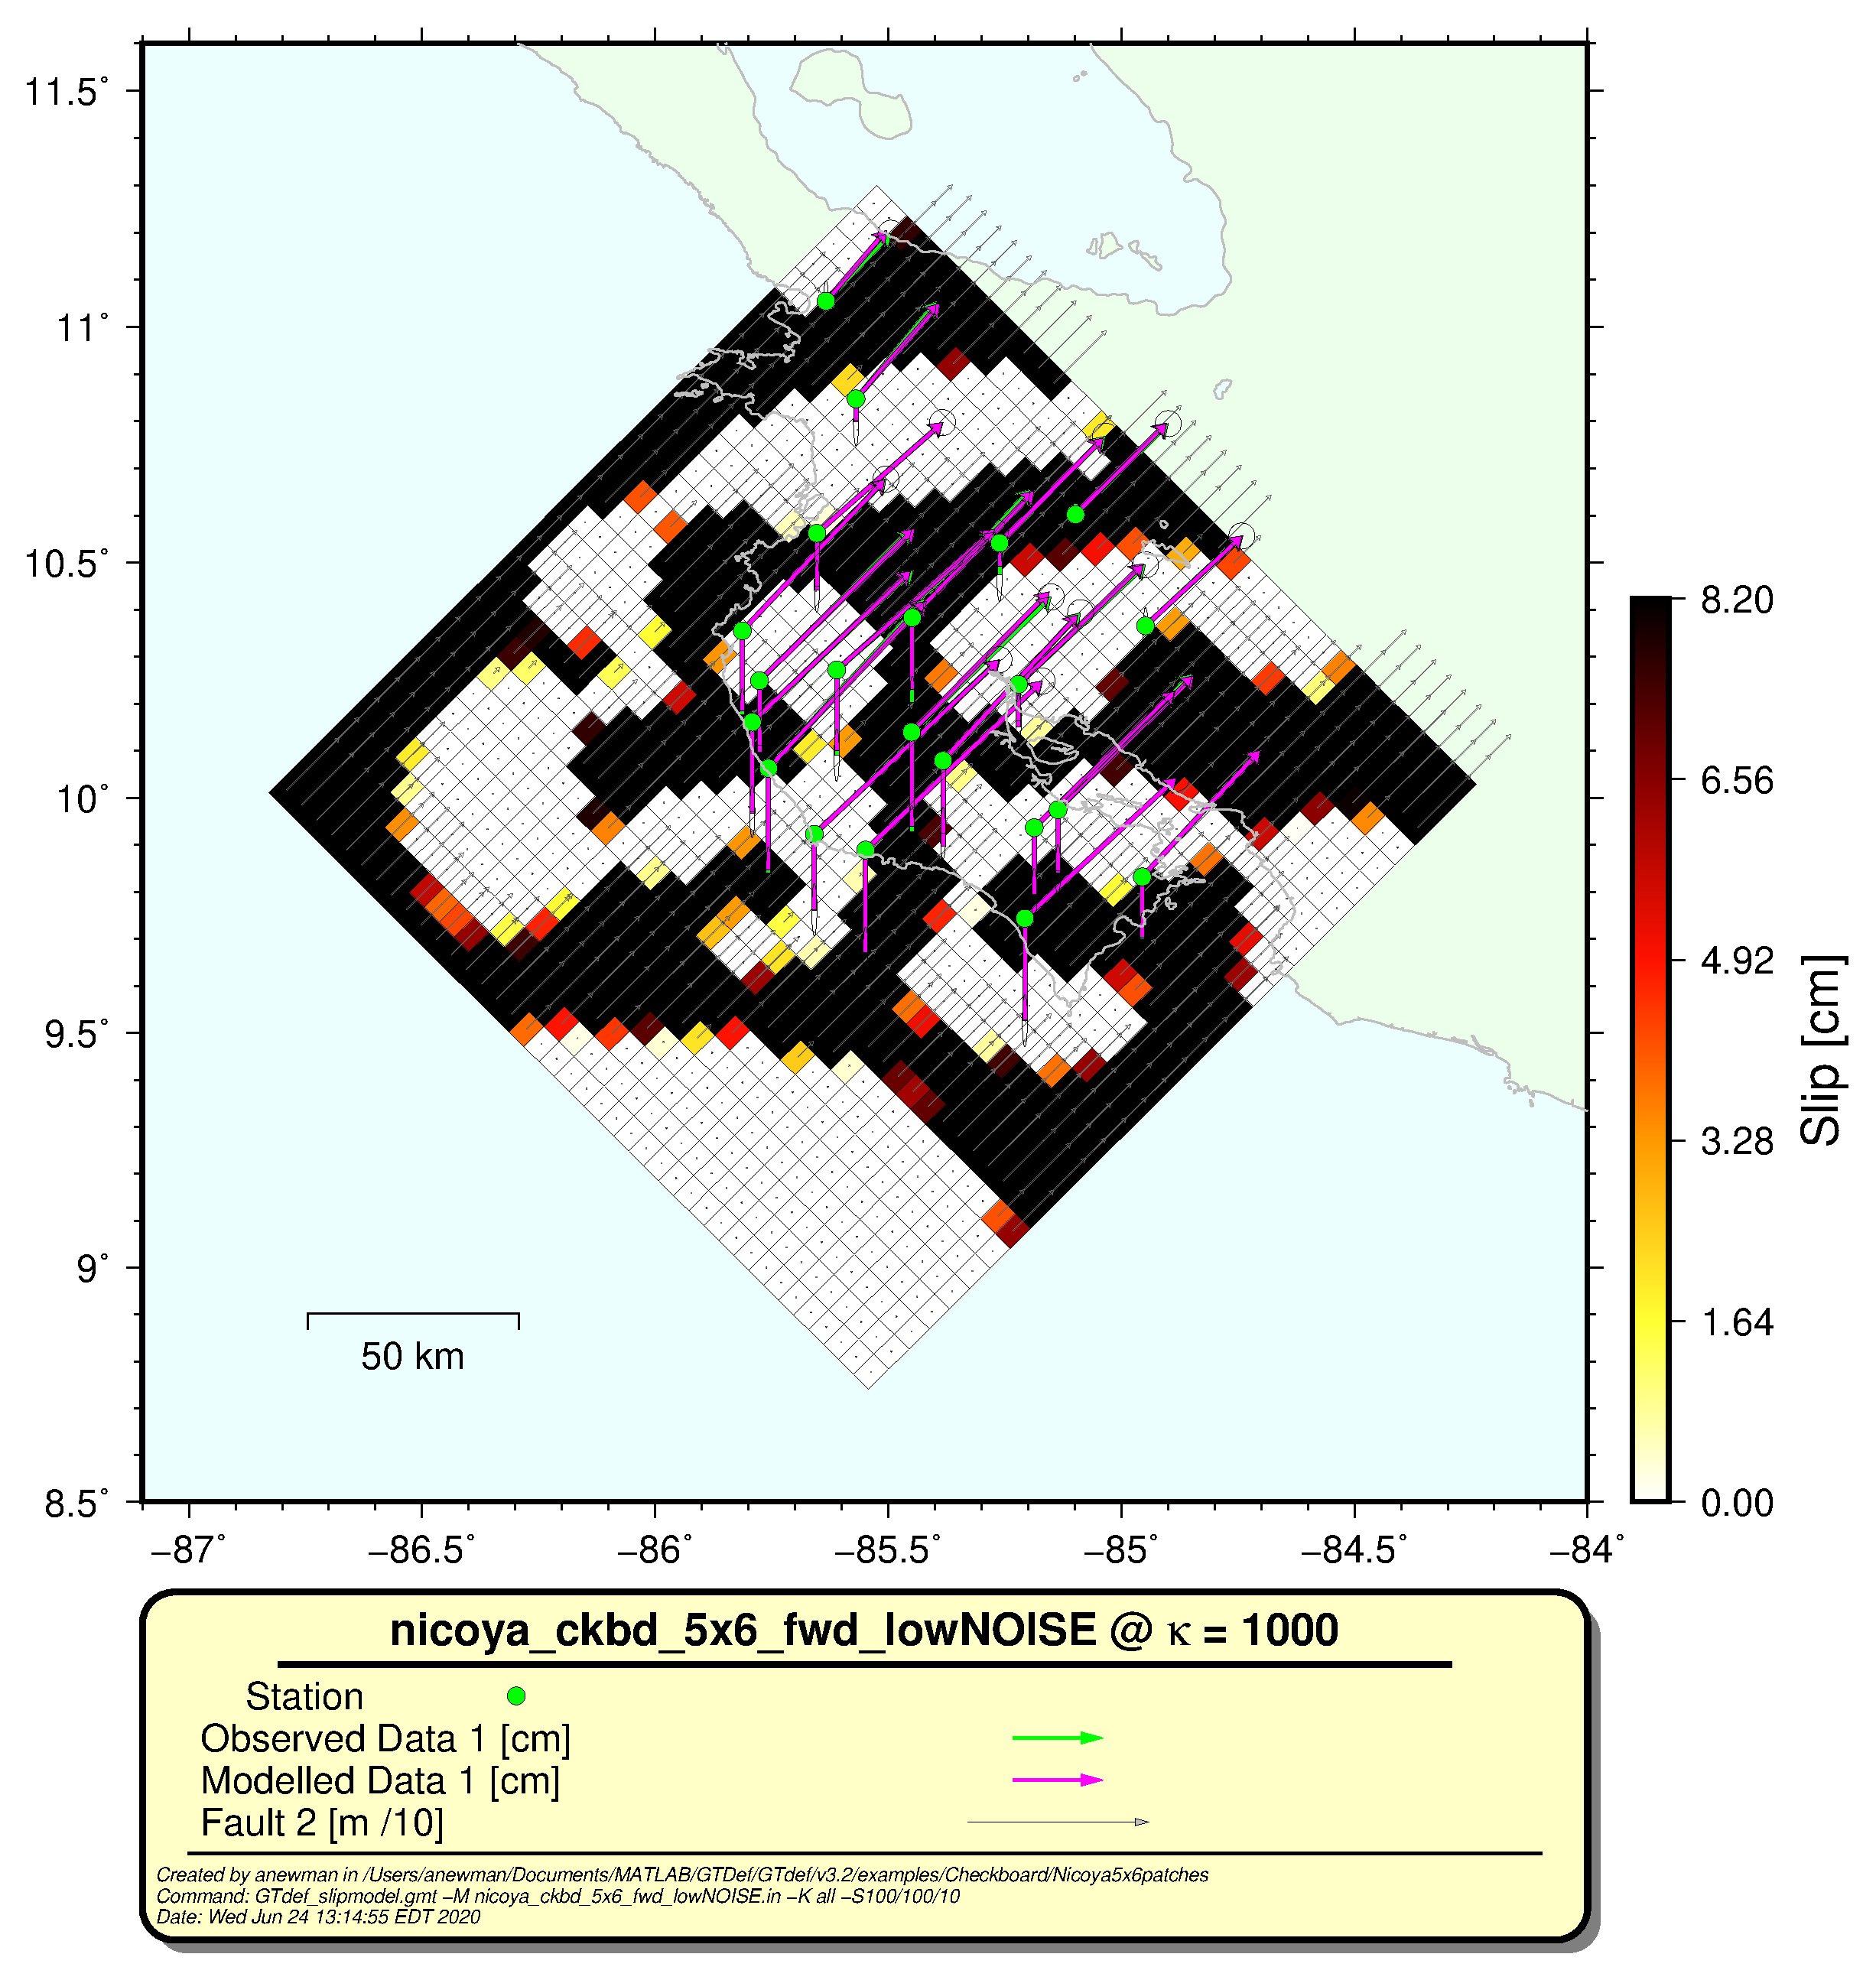 11.5°
11°
10.5°
10°
9.5°
9°
8.5°
−87°
−86.5°
−86°
−85.5°
−85°
−84.5°
−84°
50 km
8.20
6.56
4.92
3.28
1.64
0.00
Slip [cm]
nicoya_ckbd_5x6_fwd_lowNOISE @ κ = 1000
Station
Observed Data 1 [cm]
Modelled Data 1 [cm]
Fault 2 [m /10]
Created by anewman in /Users/anewman/Documents/MATLAB/GTDef/GTdef/v3.2/examples/Checkboard/Nicoya5x6patches
Command: GTdef_slipmodel.gmt −M nicoya_ckbd_5x6_fwd_lowNOISE.in −K all −S100/100/10
Date: Wed Jun 24 13:14:55 EDT 2020